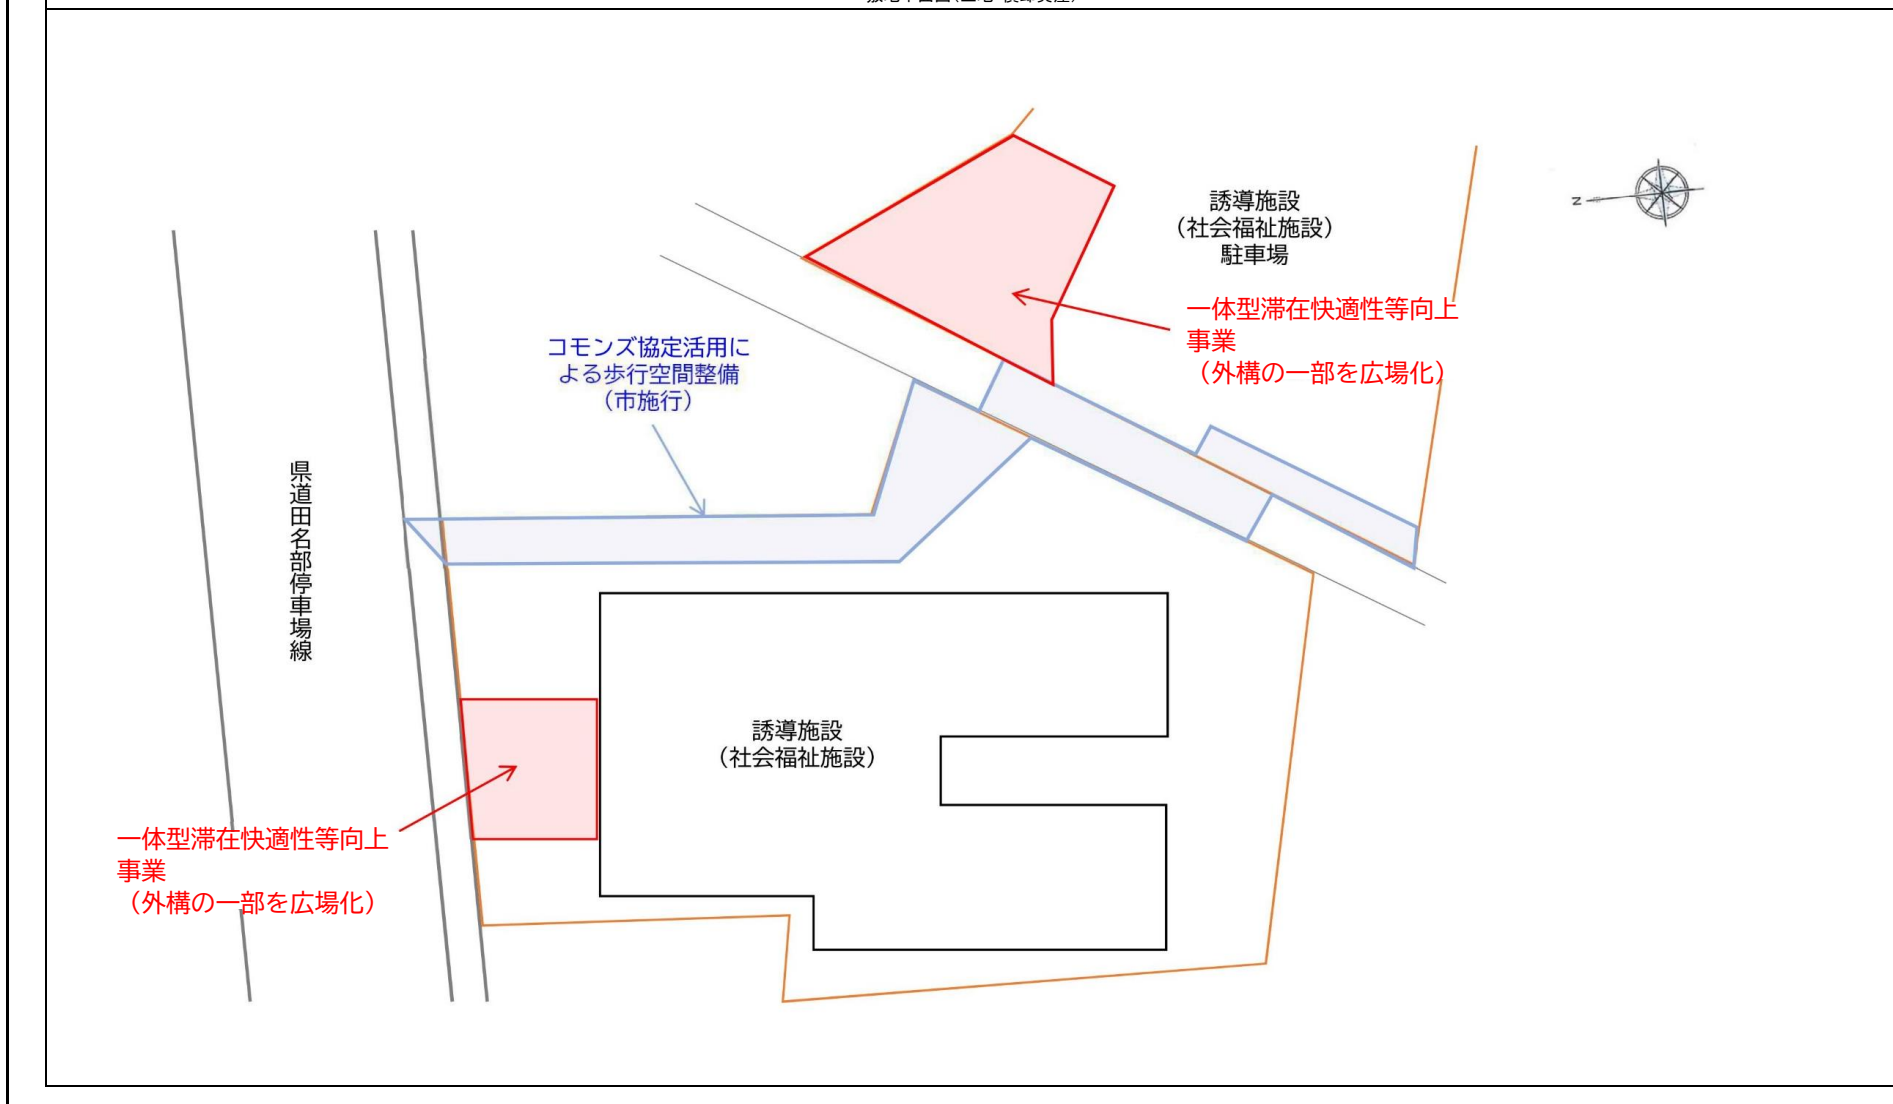 誘導施設
（社会福祉施設）
駐車場
N
一体型滞在快適性等向上
事業
（外構の一部を広場化）
コモンズ協定活用に
よる歩行空間整備
（市施行）
県道田名部停車場線
誘導施設
（社会福祉施設）
一体型滞在快適性等向上
事業
（外構の一部を広場化）